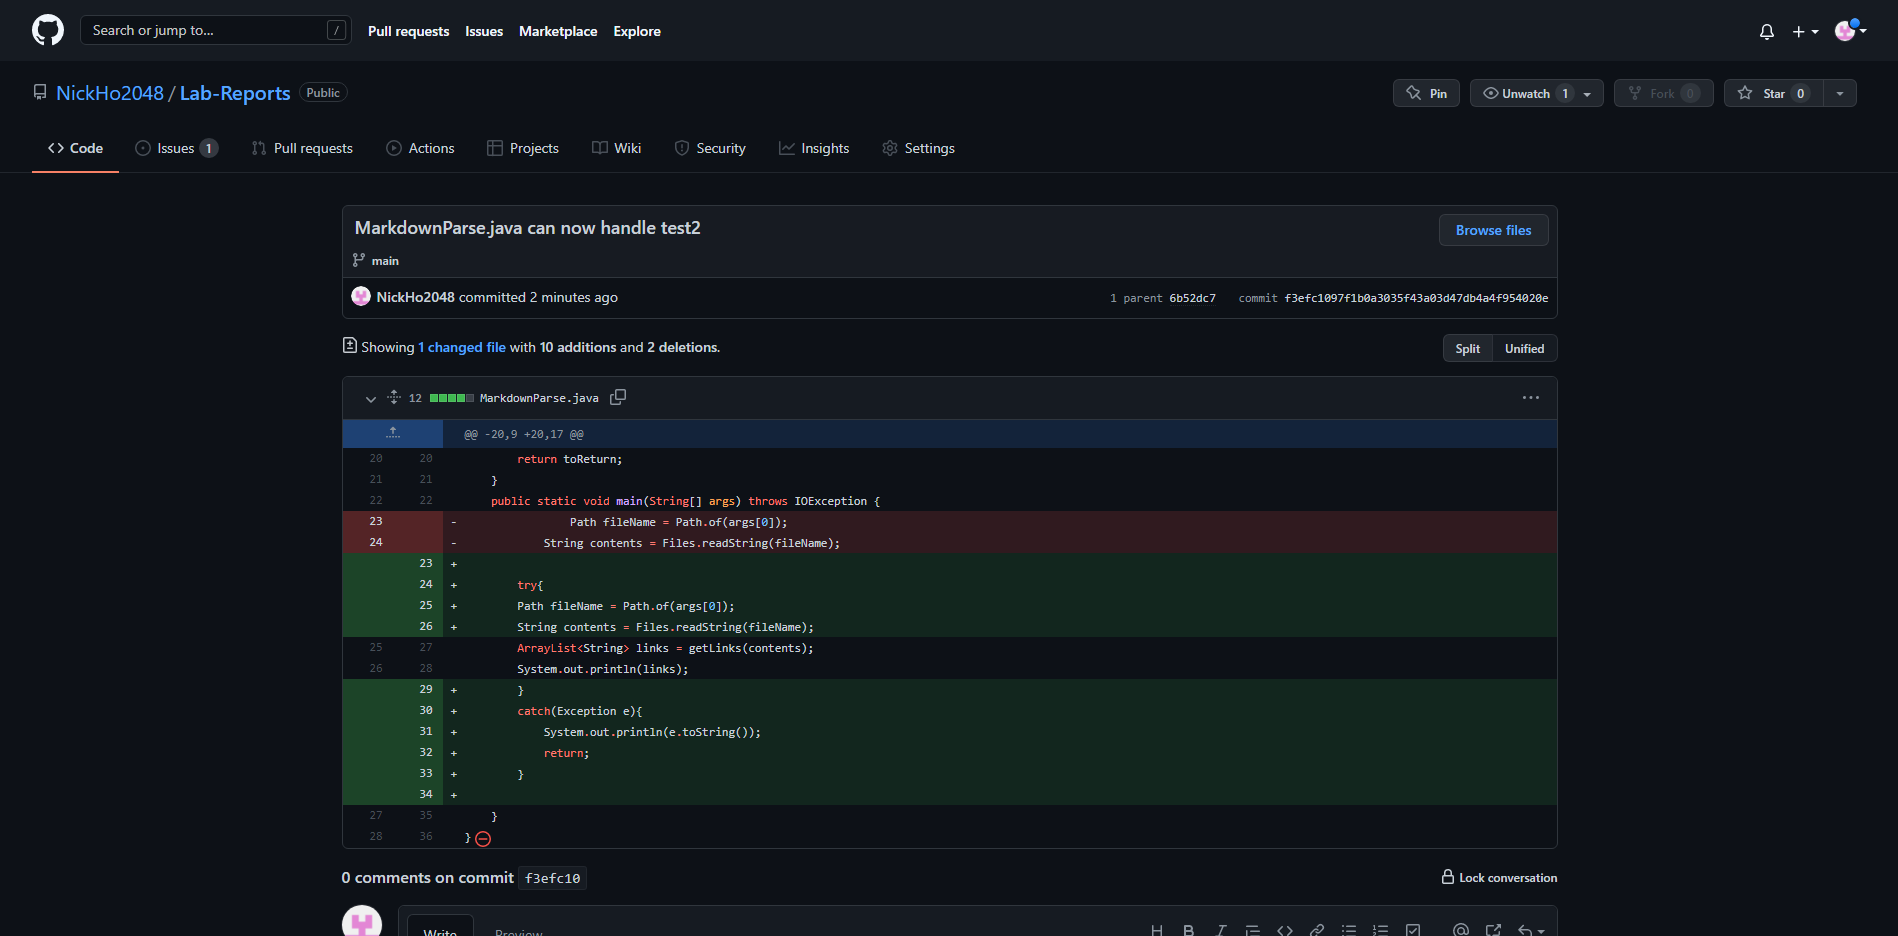 Search or jump to... / Pull requests Issues Marketplace Explore
NickHo2048 / Lab-Reports Public Pin Unwatch 1 Fork 0 Star 0
Code Issues 1 Pull requests Actions Projects Wiki Security Insights Settings
MarkdownParse.java can now handle test2 Browse files
main
NickHo2048 committed 2 minutes ago 1 parent 6b52dc7 commit f3efc1097f1b0a3035f43a03d47db4a4f954020e
Showing 1 changed file with 10 additions and 2 deletions. Split Unified
12 MarkdownParse.java
@@ -20,9 +20,17 @@
20 20 return toReturn;
21 21 }
22 22 public static void main(String[] args) throws IOException {
23 - Path fileName = Path.of(args[0]);
24 - String contents = Files.readString(fileName);
23 +
24 + try{
25 + Path fileName = Path.of(args[0]);
26 + String contents = Files.readString(fileName);
25 27 ArrayList<String> links = getLinks(contents);
26 28 System.out.println(links);
29 + }
30 + catch(Exception e){
31 + System.out.println(e.toString());
32 + return;
33 + }
34 +
27 35 }
28 36 }
0 comments on commit f3efc10 Lock conversation
Write Preview H B I